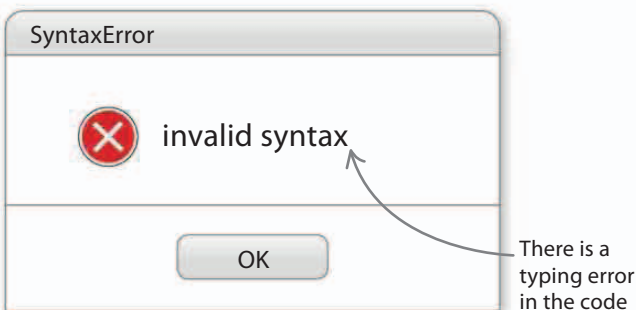 SyntaxError
invalid syntax
OK
There is a
typing error
in the code